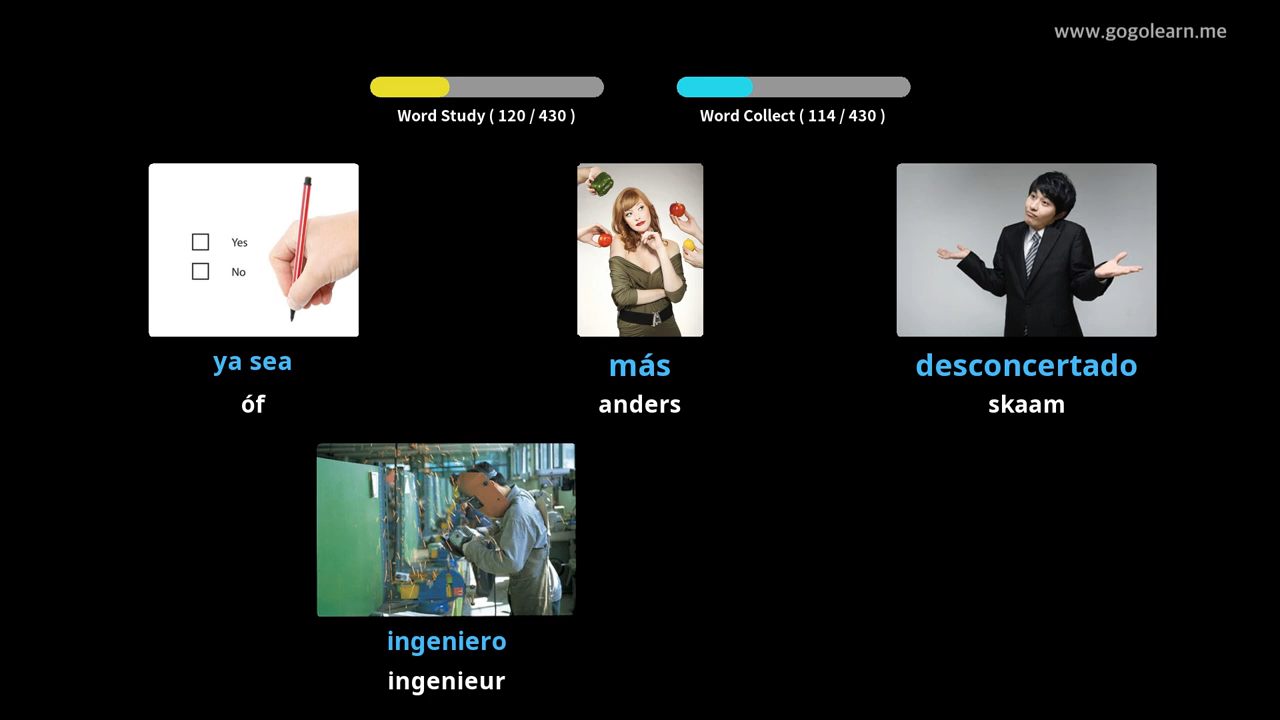 www.gogolearn.me
Word Study ( 120 / 430 )
Word Collect ( 114 / 430 )
Yes
No
ya sea
óf
más
anders
desconcertado
skaam
ingeniero
ingenieur